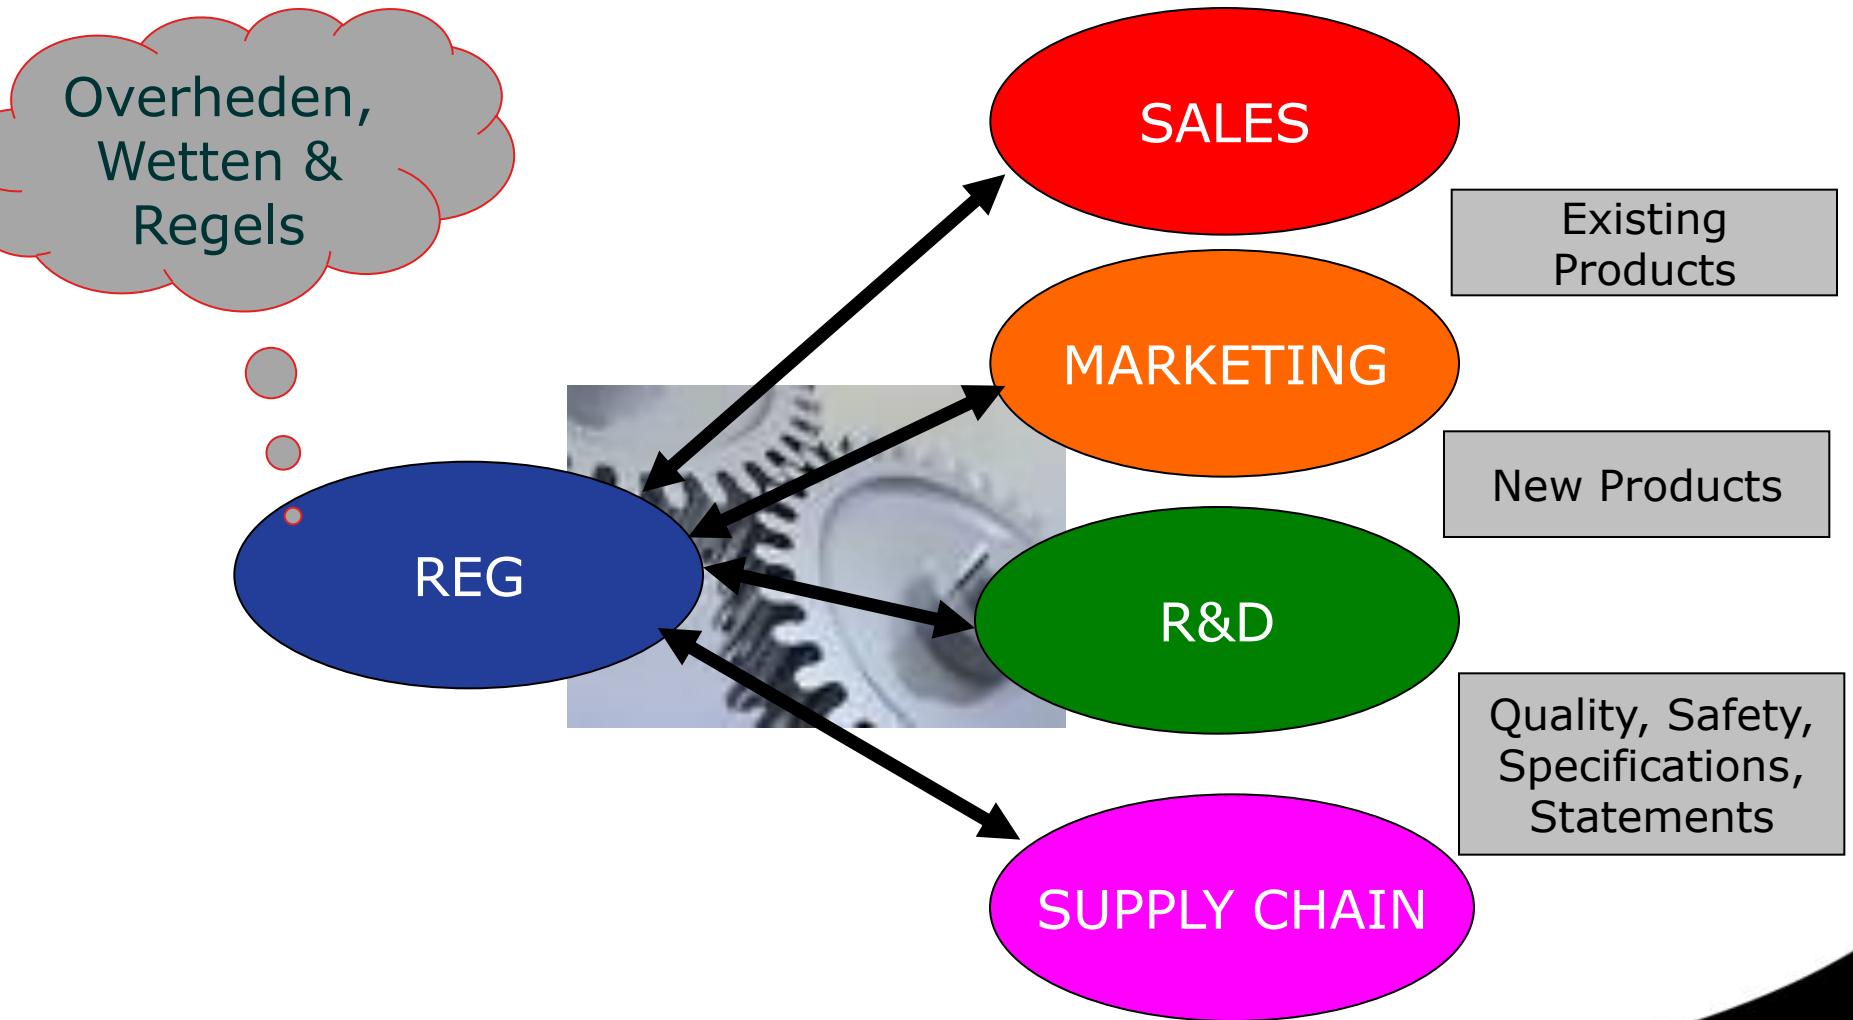 Overheden,
Wetten &
Regels
SALES
Existing
Products
MARKETING
New Products
REG
R&D
Quality, Safety,
Specifications,
Statements
SUPPLY CHAIN